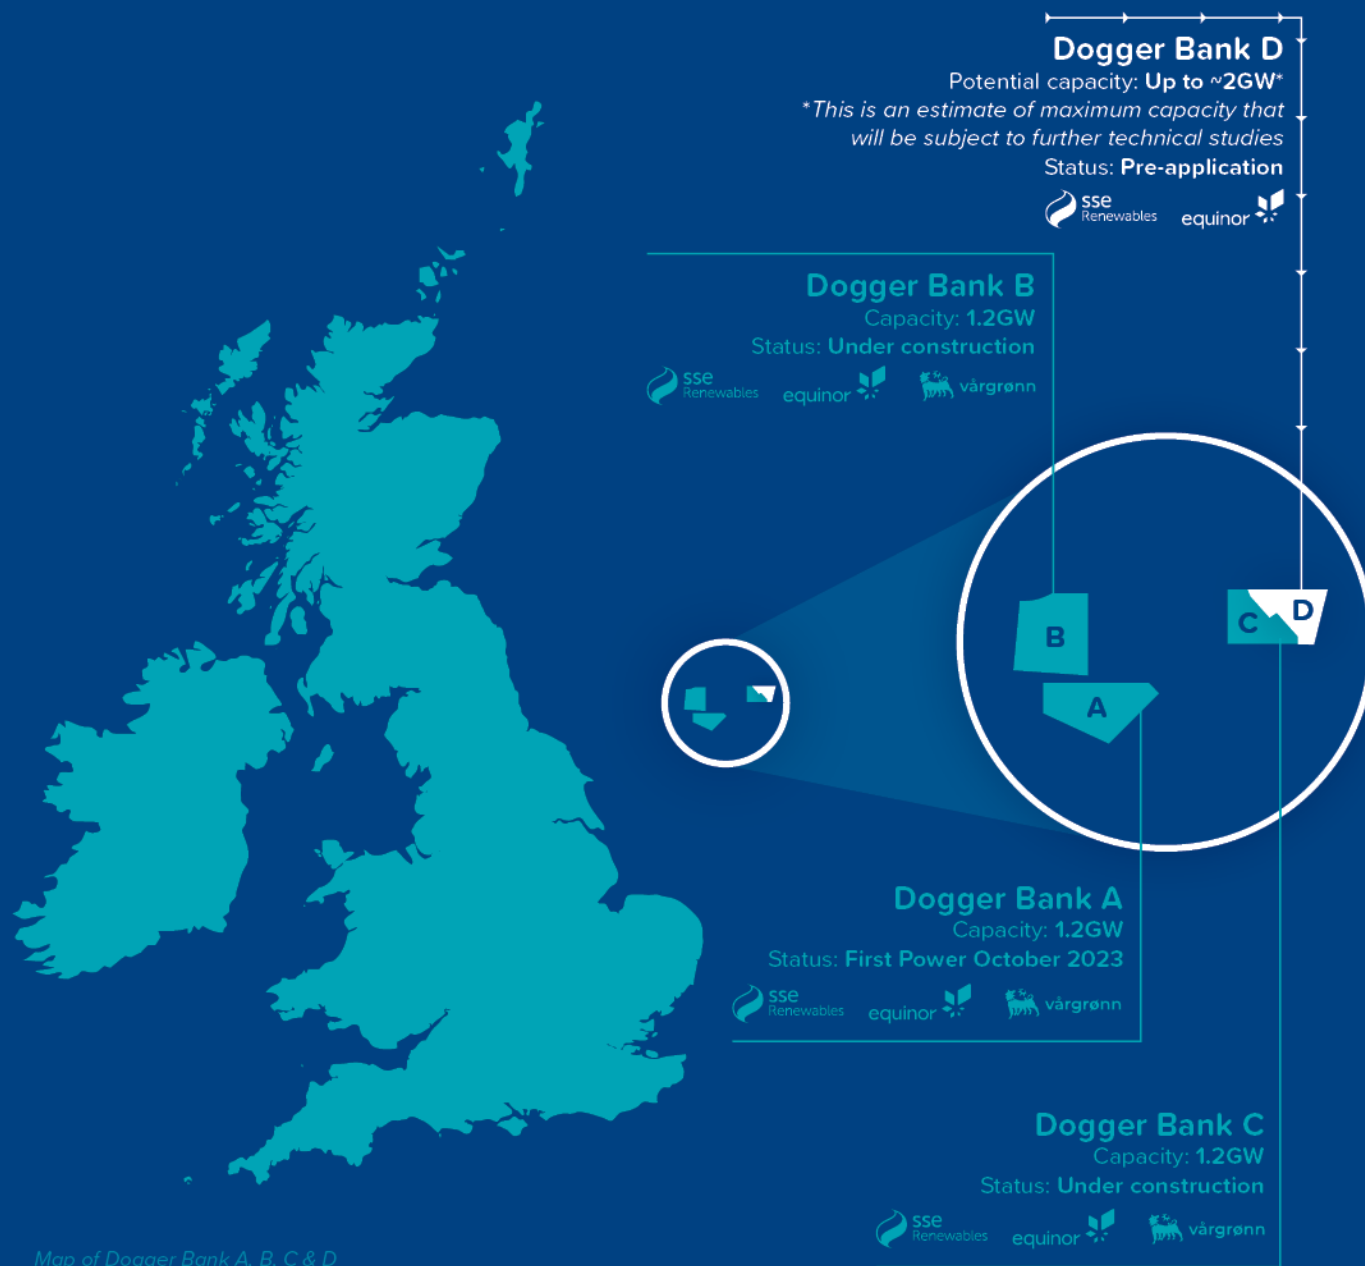 Dogger Bank D
Potential capacity: Up to ~2GW*
*This is an estimate of maximum capacity that
will be subject to further technical studies
Status: Pre-application
sse
Renewables
equinor
Dogger Bank B
Capacity: 1.2GW
Status: Under construction
sse
Renewables
equinor
vårgrønn
B
C
D
A
Dogger Bank A
Capacity: 1.2GW
Status: First Power October 2023
sse
Renewables
equinor
vårgrønn
Dogger Bank C
Capacity: 1.2GW
Status: Under construction
sse
Renewables
equinor
vårgrønn
Map of Dogger Bank A, B, C & D